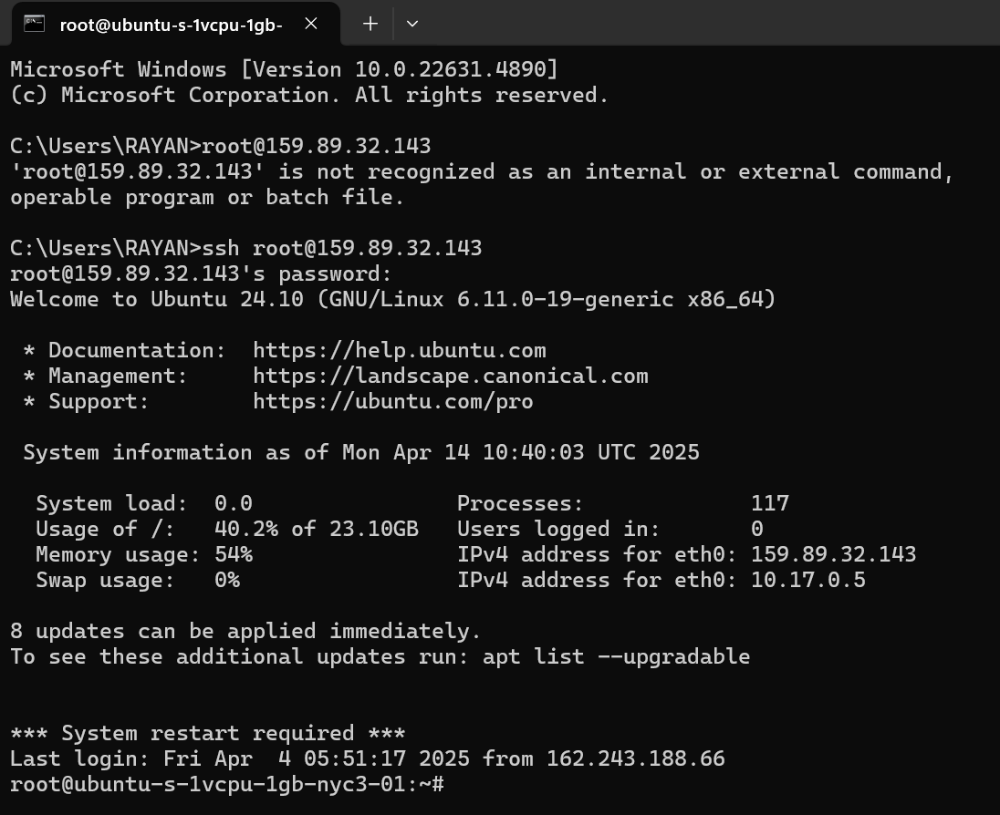 root@ubuntu-s-1vcpu-1gb-
Microsoft Windows [Version 10.0.22631.4890]
(c) Microsoft Corporation. All rights reserved.
C:\Users\RAYAN>root@159.89.32.143
'root@159.89.32.143' is not recognized as an internal or external command,
operable program or batch file.
C:\Users\RAYAN>ssh root@159.89.32.143
root@159.89.32.143's password:
Welcome to Ubuntu 24.10 (GNU/Linux 6.11.0-19-generic x86_64)
* Documentation:  https://help.ubuntu.com
* Management:     https://landscape.canonical.com
* Support:        https://ubuntu.com/pro
System information as of Mon Apr 14 10:40:03 UTC 2025
System load:  0.0                Processes:             117
Usage of /:   40.2% of 23.10GB   Users logged in:       0
Memory usage: 54%                IPv4 address for eth0: 159.89.32.143
Swap usage:   0%                 IPv4 address for eth0: 10.17.0.5
8 updates can be applied immediately.
To see these additional updates run: apt list --upgradable
*** System restart required ***
Last login: Fri Apr  4 05:51:17 2025 from 162.243.188.66
root@ubuntu-s-1vcpu-1gb-nyc3-01:~#